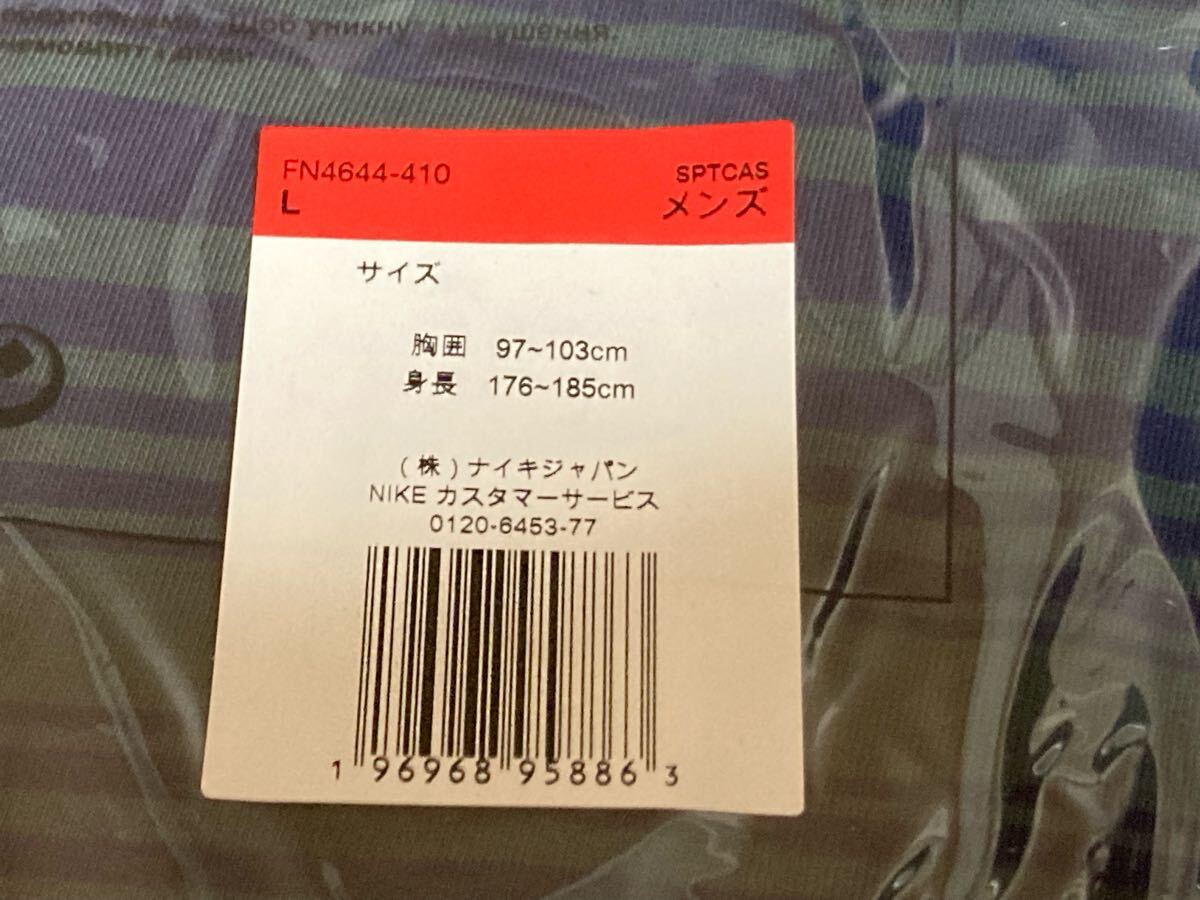 щоб уникну
FN4644-410
SPTCAS
L
メンズ
サイズ
胸囲 97~103cm
身長 176~185cm
(株)ナイキジャパン
NIKE カスタマーサービス
0120-6453-77
1 96968 95886 3